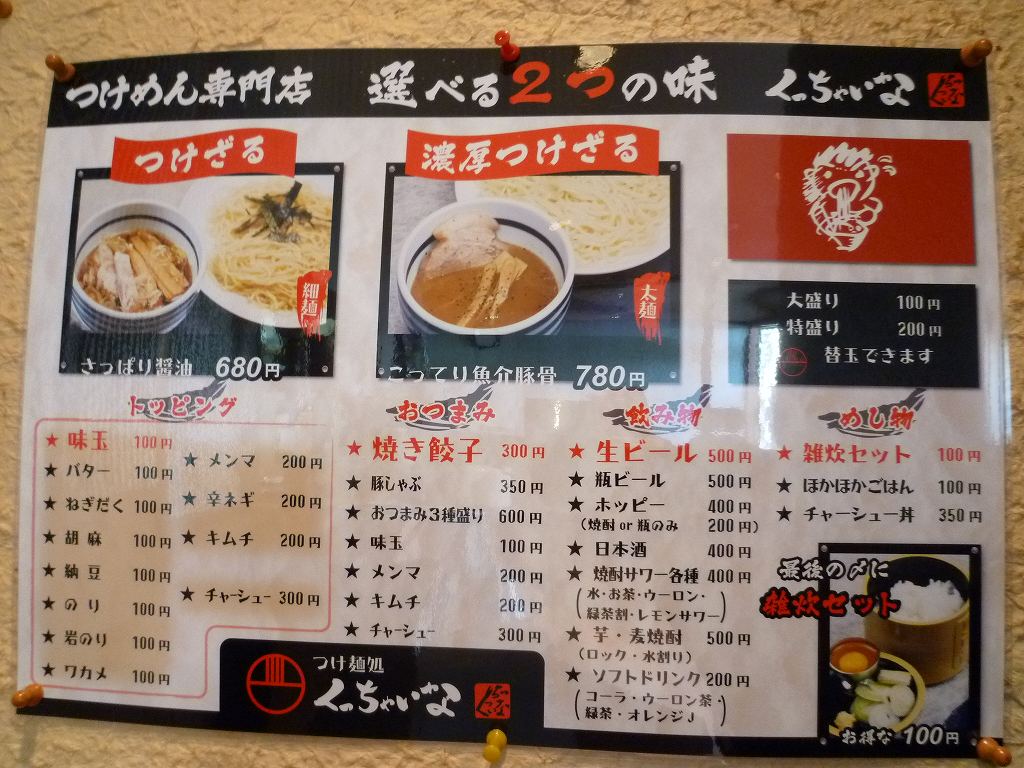 つけめん専門店 選べる2つの味 くっちゃいな
つけざる
細麺
さっぱり醤油 680円
濃厚つけざる
太麺
こってり魚介豚骨 780円
大盛り 100円
特盛り 200円
替玉できます
トッピング
★ 味玉 100円
★ バター 100円
★ ねぎだく 100円
★ 胡麻 100円
★ 納豆 100円
★ のり 100円
★ 岩のり 100円
★ ワカメ 100円
★ メンマ 200円
★ 辛ネギ 200円
★ キムチ 200円
★ チャーシュー 300円
おつまみ
★ 焼き餃子 300円
★ 豚しゃぶ 350円
★ おつまみ3種盛り 600円
★ 味玉 100円
★ メンマ 200円
★ キムチ 200円
★ チャーシュー 300円
飲み物
★ 生ビール 500円
★ 瓶ビール 500円
★ ホッピー 400円
(焼酎 or 瓶のみ 200円)
★ 日本酒 400円
★ 焼酎サワー各種 400円
(水・お茶・ウーロン・
緑茶割・レモンサワー)
★ 芋・麦焼酎 500円
(ロック・水割り)
★ ソフトドリンク 200円
(コーラ・ウーロン茶・
緑茶・オレンジJ)
めし物
★ 雑炊セット 100円
★ ほかほかごはん 100円
★ チャーシュー丼 350円
最後の〆に
雑炊セット
お得な 100円
つけ麺処
くっちゃいな